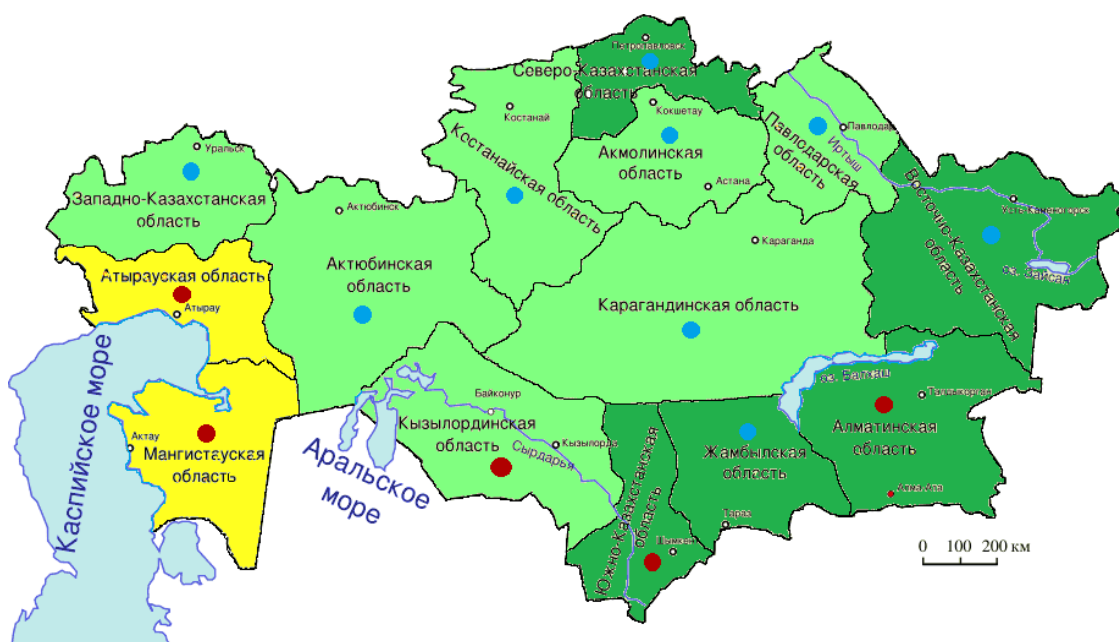 Петропавловск
Северо-Казахстанская
область
Кокшетау
Костанай
Костанайская область
Акмолинская
область
Астана
Павлодар
Иртыш
Павлодарская
область
Уральск
Западно-Казахстанская
область
Актюбинск
Актюбинская
область
Караганда
Карагандинская область
Восточно-Казахстанская
область
Усть-Каменогорск
оз. Зайсан
Атырауская область
Атырау
Каспийское море
Актау
Мангистауская
область
Аральское
море
Байконур
Кызылординская
область
Сырдарья
Кызылорда
Южно-Казахстанская
область
Шымкент
Жамбылская
область
Тараз
оз. Балхаш
Талдыкорган
Алматинская
область
Алма-Ата
0 100 200 км